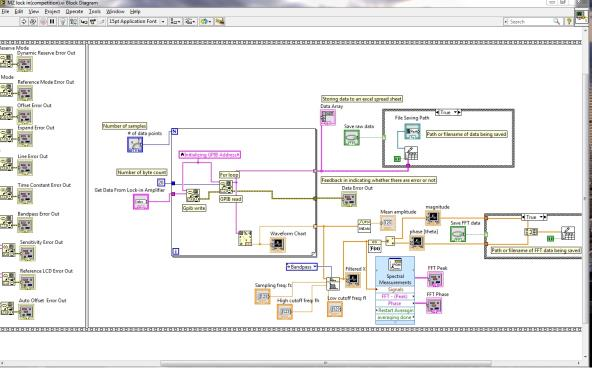 MZ lock in(competition).vi Block Diagram
File Edit View Project Operate Tools Window Help
15pt Application Font
Search
Reserve Mode
Dynamic Reserve Error Out
Mode
Reference Mode Error Out
Offset Error Out
Expand Error Out
Line Error Out
Time Constant Error Out
Bandpass Error Out
Sensitivity Error Out
Reference LCD Error Out
Auto Offset Error Out
Storing data to an excel spread sheet
Data Array
Save raw data
True
File Saving Path
Path or filename of data being saved
Number of samples
# of data points
N
Initializing GPIB Address
Number of byte count
For loop
Get Data From Lock-in Amplifier
GPIB write
GPIB read
Feedback in indicating whether there are error or not
Data Error Out
Waveform Chart
i
Mean amplitude
magnitude
phase (theta)
Save FFT data
True
Path or filename of FFT data being saved
Bandpass
Filtered X
Sampling freq: fs
High cutoff freq: fh
Low cutoff freq: fl
Spectral
Measurements
Signals
FFT - (Peak)
Phase
Restart Averagin
averaging done
FFT Peak
FFT Phase